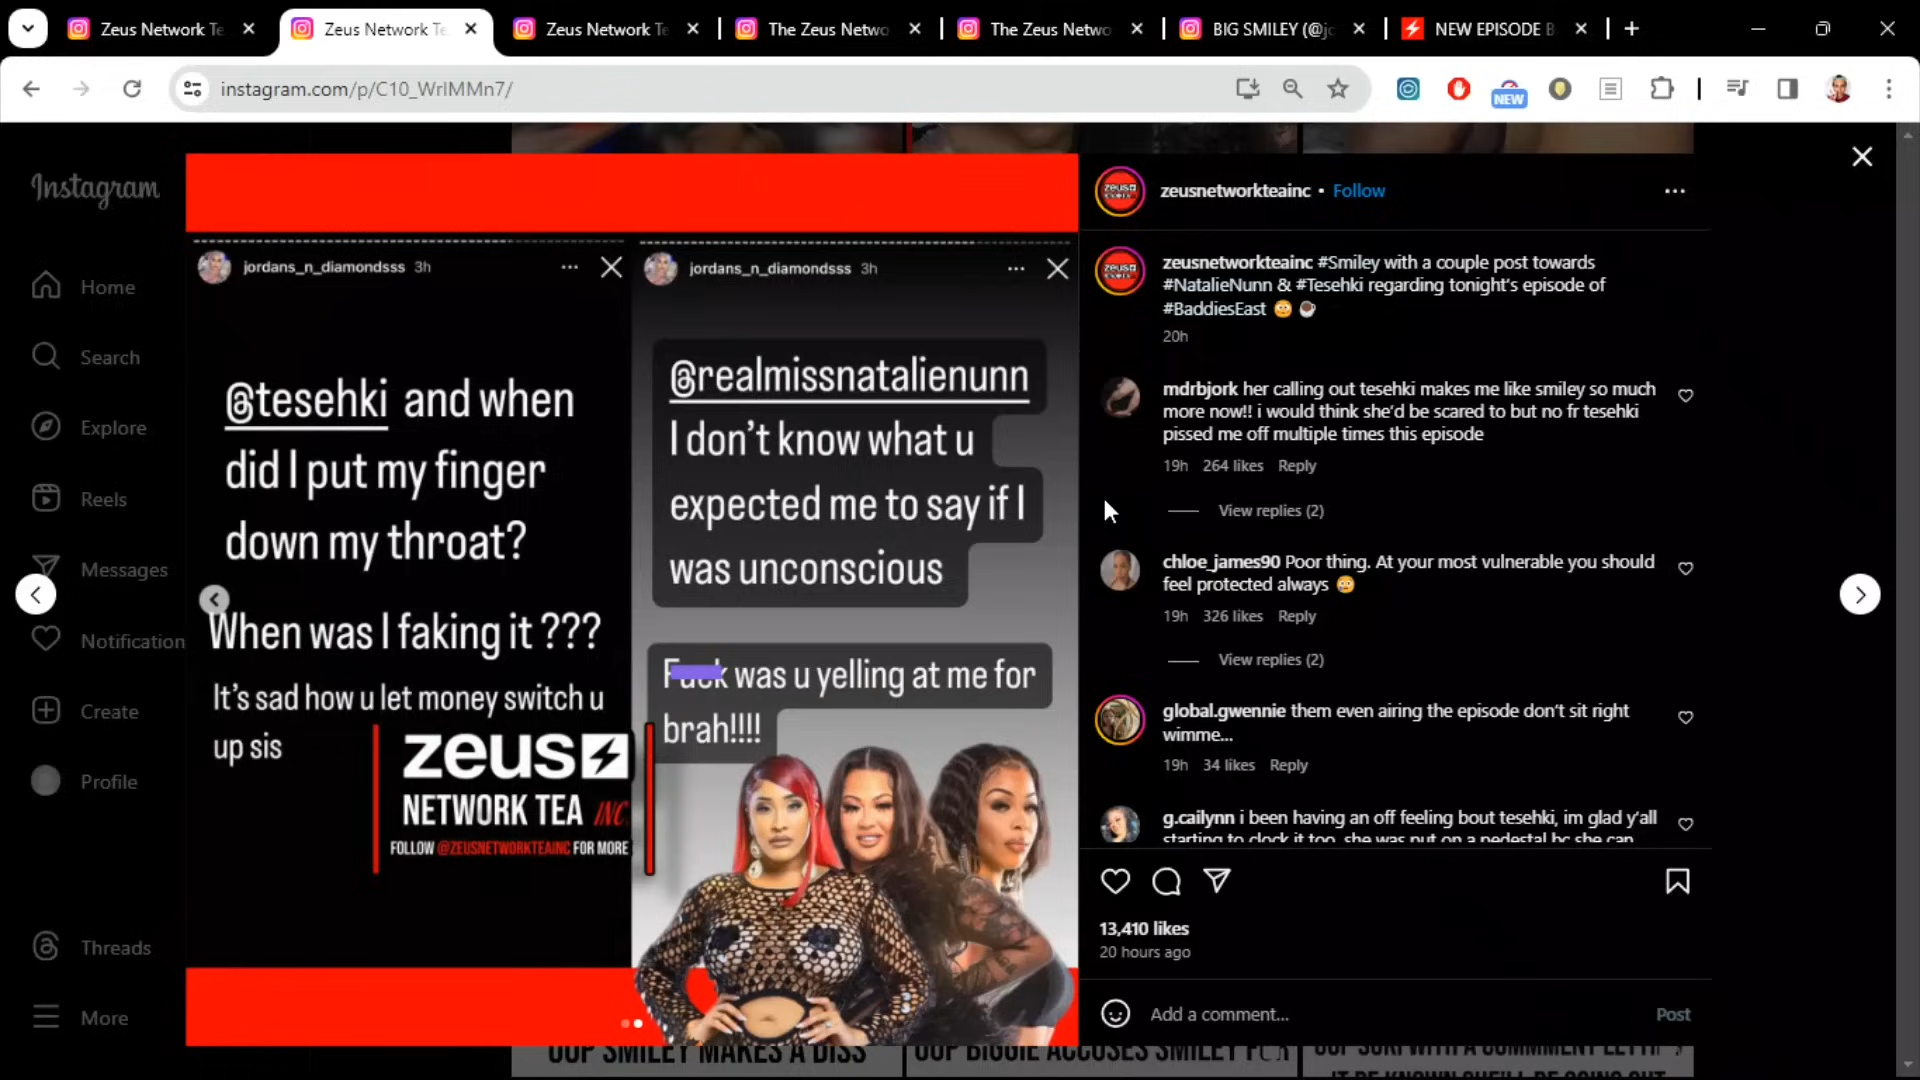 Zeus Network Te
Zeus Network Te
Zeus Network Te
The Zeus Netwo
The Zeus Netwo
BIG SMILEY (@jo
NEW EPISODE B
instagram.com/p/C10_WrlMMn7/
NEW
Instagram
Home
Search
Explore
Reels
Messages
Notification
Create
Profile
Threads
More
jordans_n_diamondsss 3h
@tesehki and when
did I put my finger
down my throat?
When was I faking it ???
It's sad how u let money switch u
up sis
zeus
NETWORK TEA INC.
FOLLOW @ZEUSNETWORKTEAINC FOR MORE
jordans_n_diamondsss 3h
@realmissnatalienunn
I don't know what u
expected me to say if I
was unconscious
Fuck was u yelling at me for
brah!!!!
zeusnetworkteainc • Follow
zeusnetworkteainc #Smiley with a couple post towards
#NatalieNunn & #Tesehki regarding tonight's episode of
#BaddiesEast 😳 ☕
20h
mdrbjork her calling out tesehki makes me like smiley so much
more now!! i would think she'd be scared to but no fr tesehki
pissed me off multiple times this episode
19h 264 likes Reply
View replies (2)
chloe_james90 Poor thing. At your most vulnerable you should
feel protected always 😳
19h 326 likes Reply
View replies (2)
global.gwennie them even airing the episode don't sit right
wimme...
19h 34 likes Reply
g.cailynn i been having an off feeling bout tesehki, im glad y'all
starting to clock it too, she was put on a pedestal bc she can
13,410 likes
20 hours ago
Add a comment...
Post
OOP SMILEY MAKES A DISS
OOP BIGGIE ACCUSES SMILEY FOR